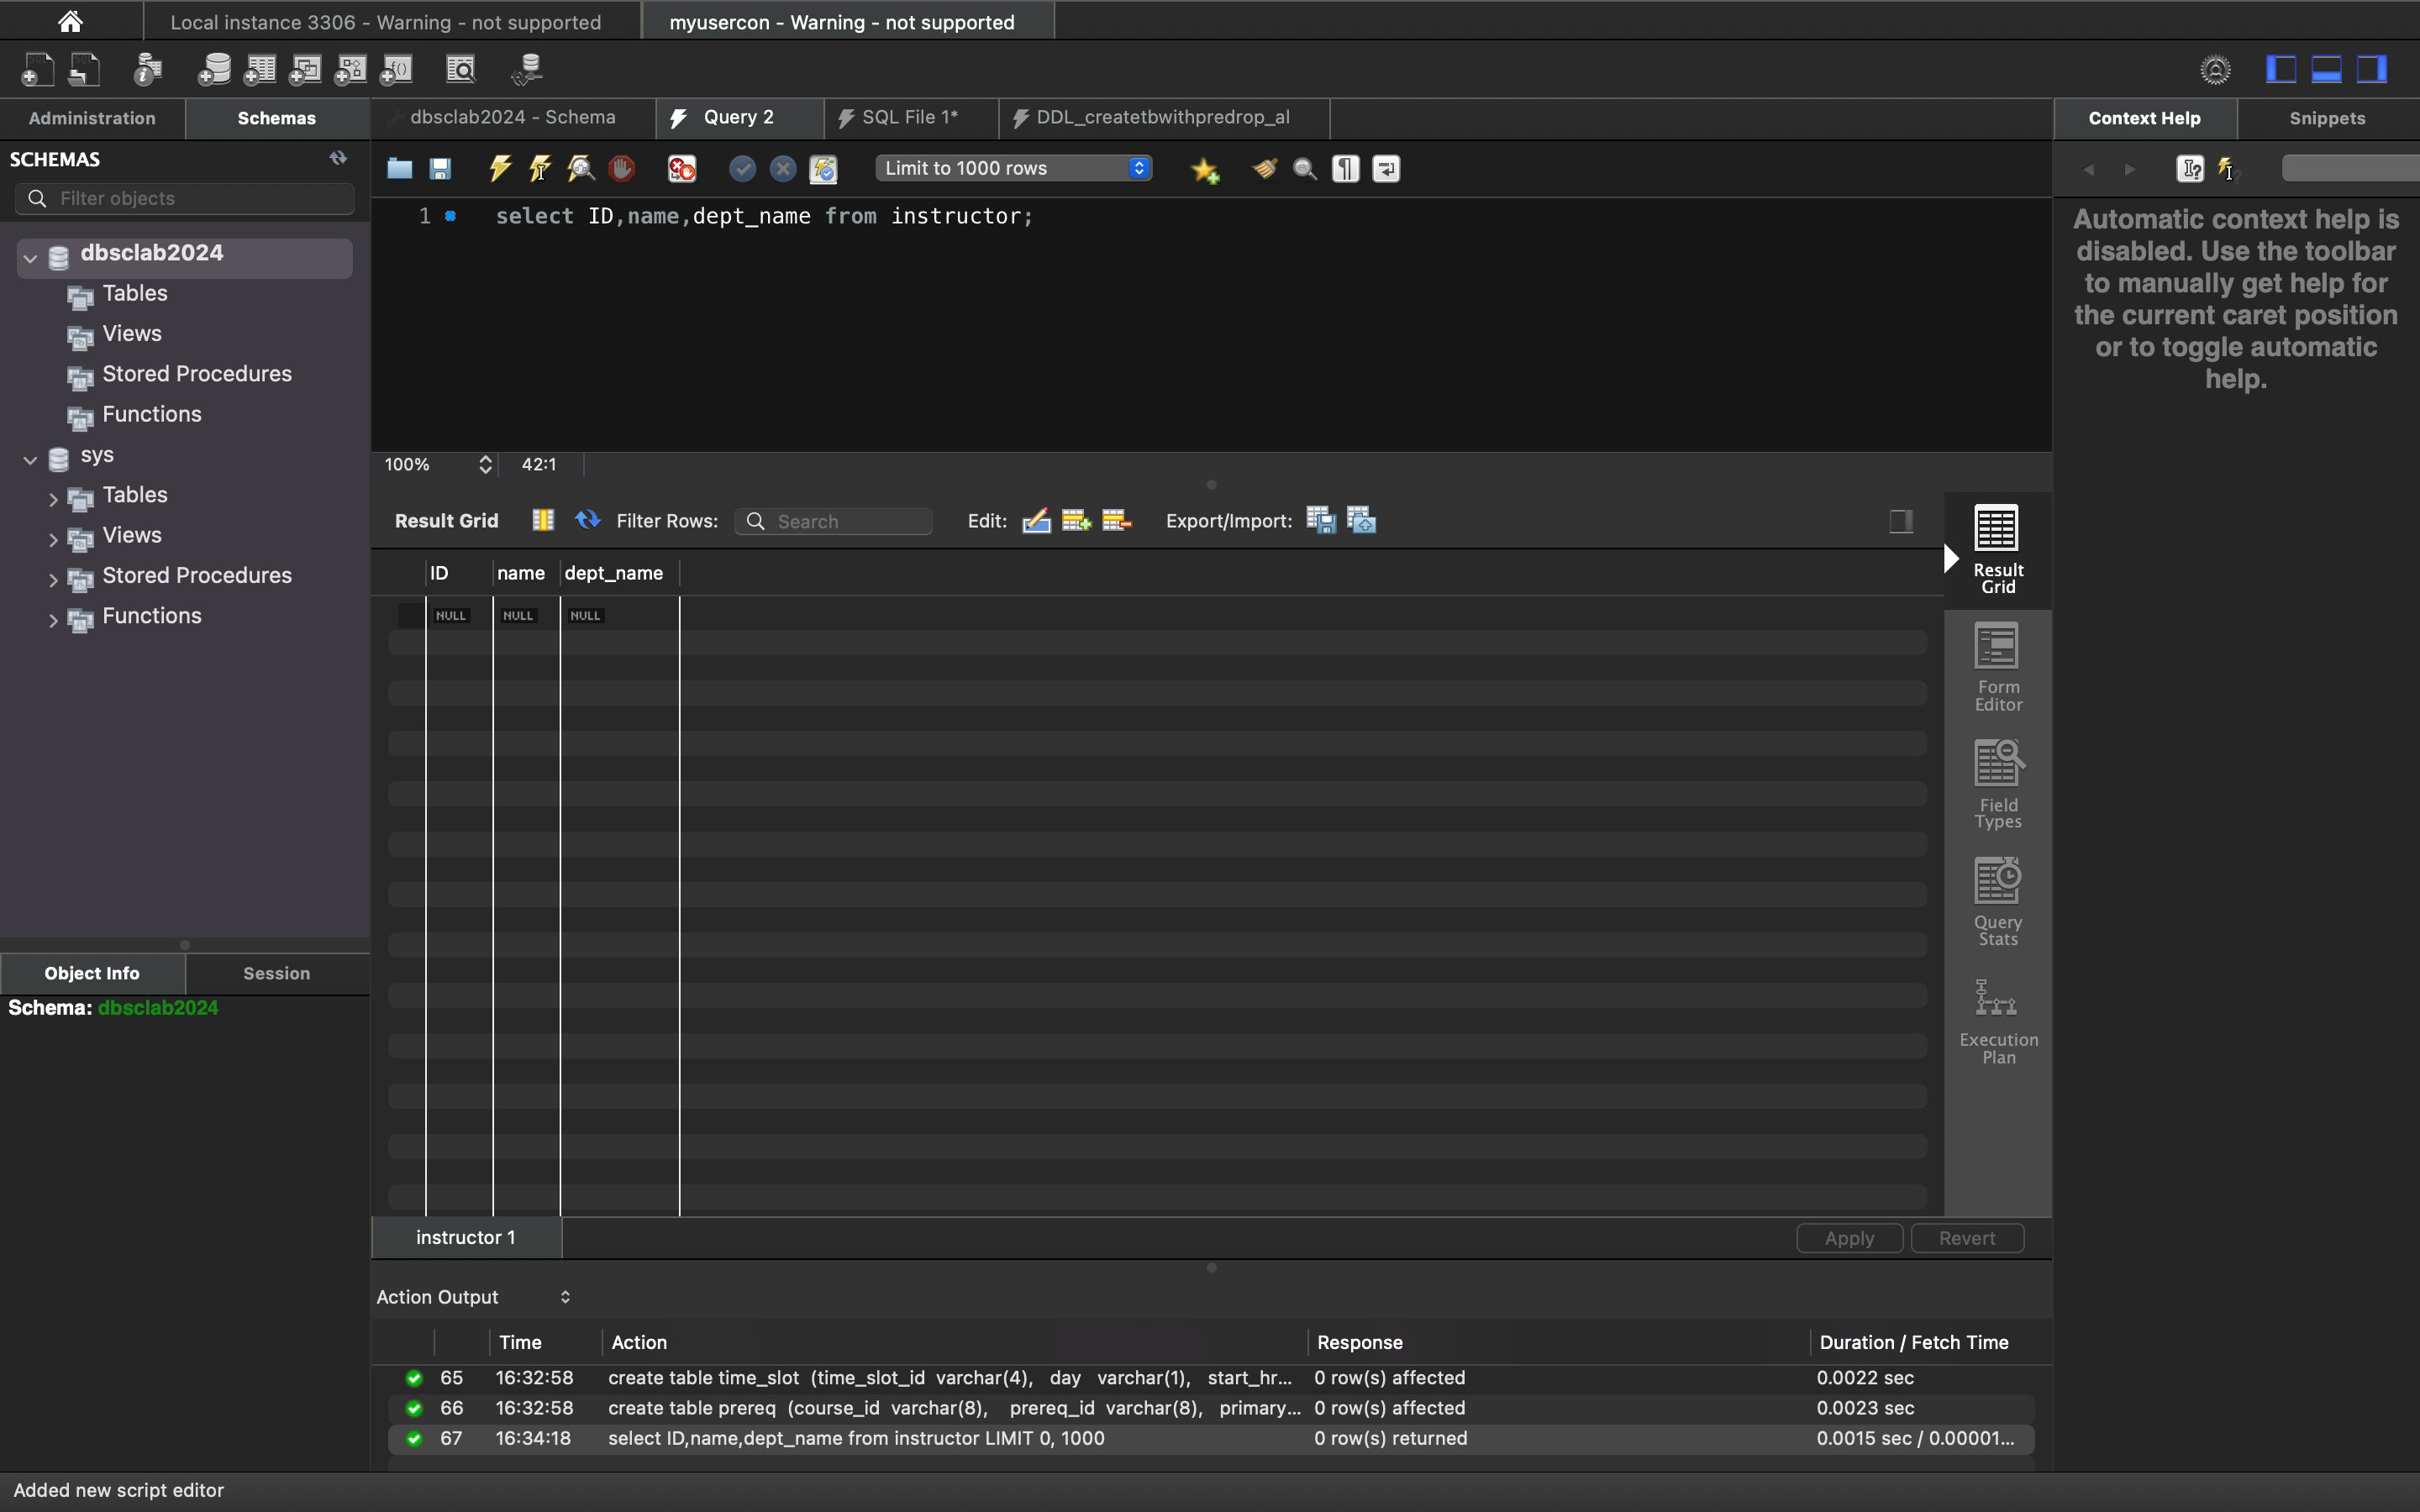 Local instance 3306 - Warning - not supported
myusercon - Warning - not supported
Administration
Schemas
dbsclab2024 - Schema
Query 2
SQL File 1*
DDL_createtbwithpredrop_al
Context Help
Snippets
SCHEMAS
Limit to 1000 rows
Filter objects
1 select ID,name,dept_name from instructor;
Automatic context help is
disabled. Use the toolbar
to manually get help for
the current caret position
or to toggle automatic
help.
dbsclab2024
Tables
Views
Stored Procedures
Functions
sys
Tables
Views
Stored Procedures
Functions
100%
42:1
Result Grid
Filter Rows:
Search
Edit:
Export/Import:
ID name dept_name
NULL NULL NULL
Result
Grid
Form
Editor
Field
Types
Query
Stats
Execution
Plan
Object Info
Session
Schema: dbsclab2024
instructor 1
Apply
Revert
Action Output
Time Action Response Duration / Fetch Time
65 16:32:58 create table time_slot (time_slot_id varchar(4), day varchar(1), start_hr... 0 row(s) affected 0.0022 sec
66 16:32:58 create table prereq (course_id varchar(8), prereq_id varchar(8), primary... 0 row(s) affected 0.0023 sec
67 16:34:18 select ID,name,dept_name from instructor LIMIT 0, 1000 0 row(s) returned 0.0015 sec / 0.00001...
Added new script editor